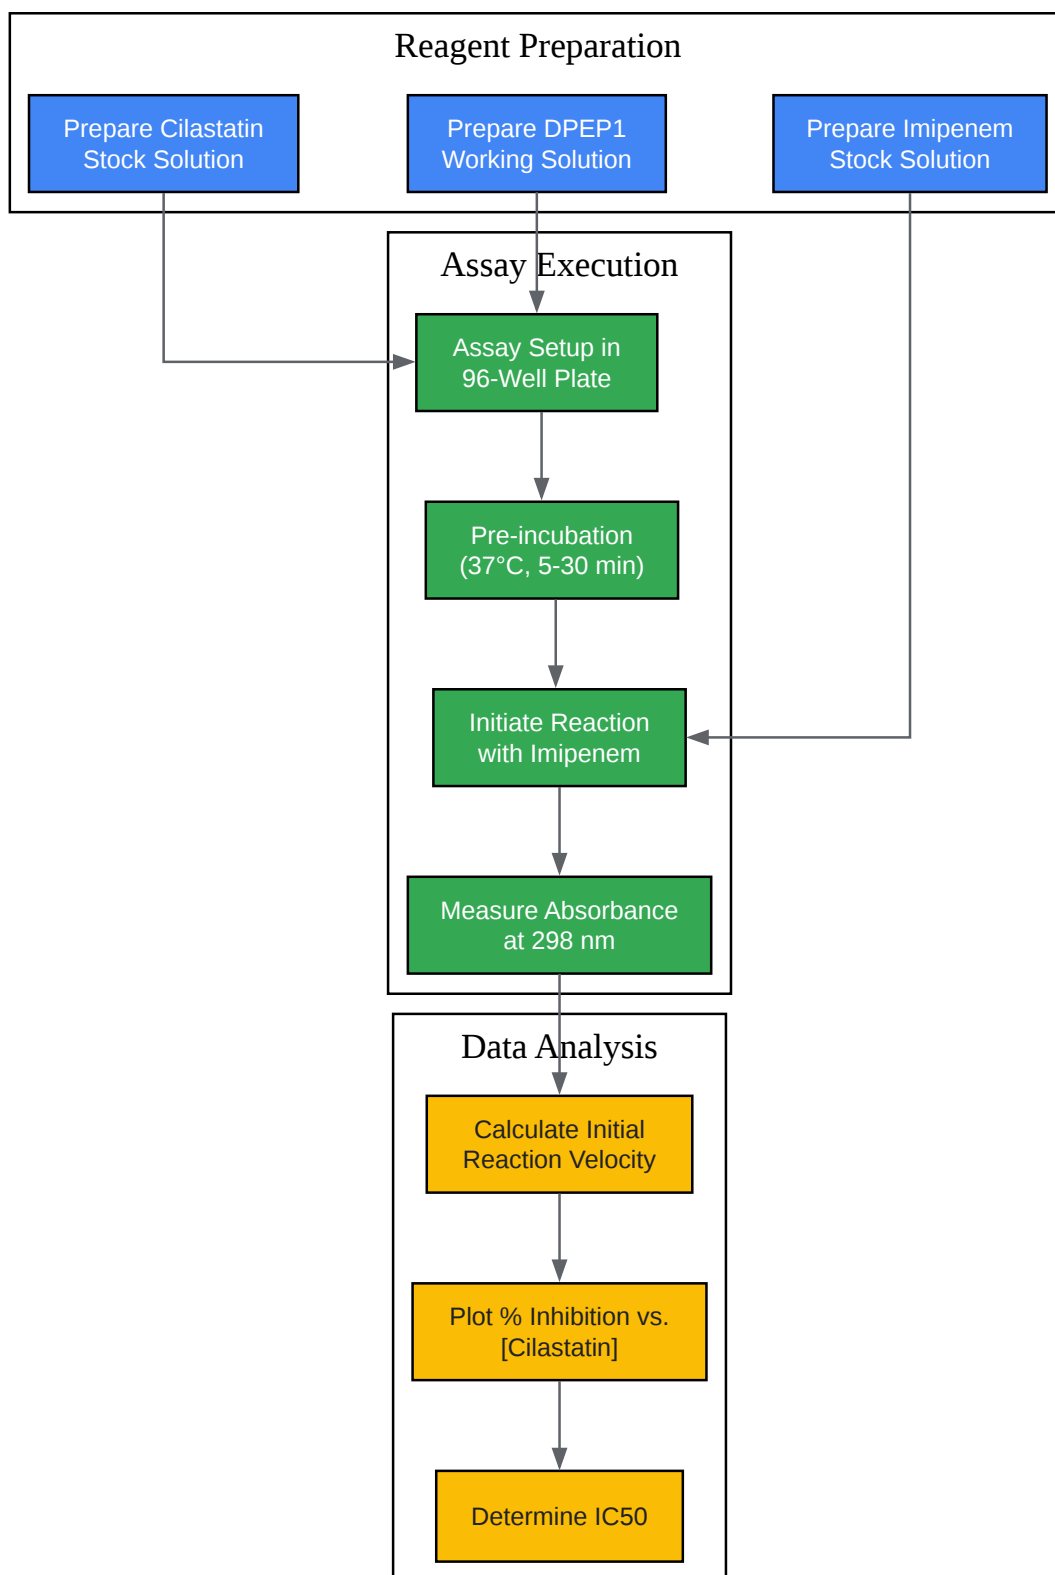 Reagent Preparation
Prepare Cilastatin
Stock Solution
Prepare DPEP1
Working Solution
Prepare Imipenem
Stock Solution
Assay Execution
Assay Setup in
96-Well Plate
Pre-incubation
(37°C, 5-30 min)
Initiate Reaction
with Imipenem
Measure Absorbance
at 298 nm
Data Analysis
Calculate Initial
Reaction Velocity
Plot % Inhibition vs.
[Cilastatin]
Determine IC50